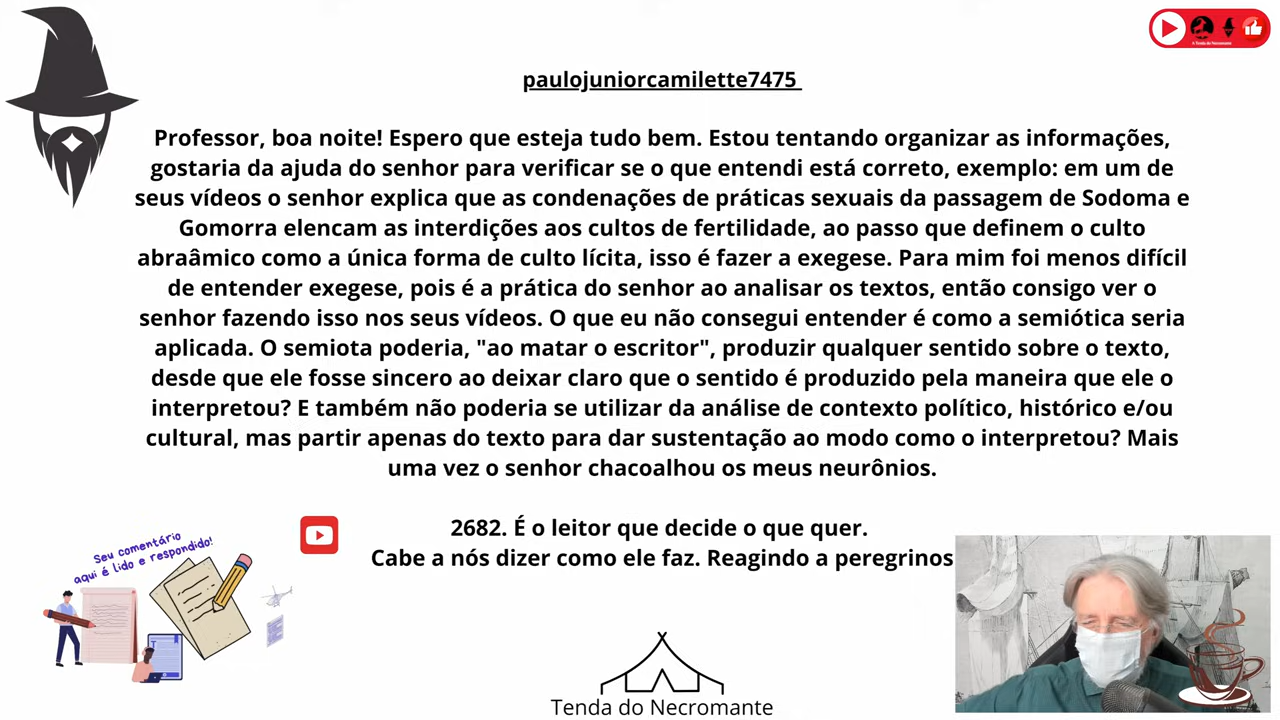 A Tenda do Necromante
paulojuniorcamilette7475
Professor, boa noite! Espero que esteja tudo bem. Estou tentando organizar as informações,
gostaria da ajuda do senhor para verificar se o que entendi está correto, exemplo: em um de
seus vídeos o senhor explica que as condenações de práticas sexuais da passagem de Sodoma e
Gomorra elencam as interdições aos cultos de fertilidade, ao passo que definem o culto
abraâmico como a única forma de culto lícita, isso é fazer a exegese. Para mim foi menos difícil
de entender exegese, pois é a prática do senhor ao analisar os textos, então consigo ver o
senhor fazendo isso nos seus vídeos. O que eu não consegui entender é como a semiótica seria
aplicada. O semiota poderia, "ao matar o escritor", produzir qualquer sentido sobre o texto,
desde que ele fosse sincero ao deixar claro que o sentido é produzido pela maneira que ele o
interpretou? E também não poderia se utilizar da análise de contexto político, histórico e/ou
cultural, mas partir apenas do texto para dar sustentação ao modo como o interpretou? Mais
uma vez o senhor chacoalhou os meus neurônios.
2682. É o leitor que decide o que quer.
Cabe a nós dizer como ele faz. Reagindo a peregrinos
Seu comentário
aqui é lido e respondido!
Tenda do Necromante